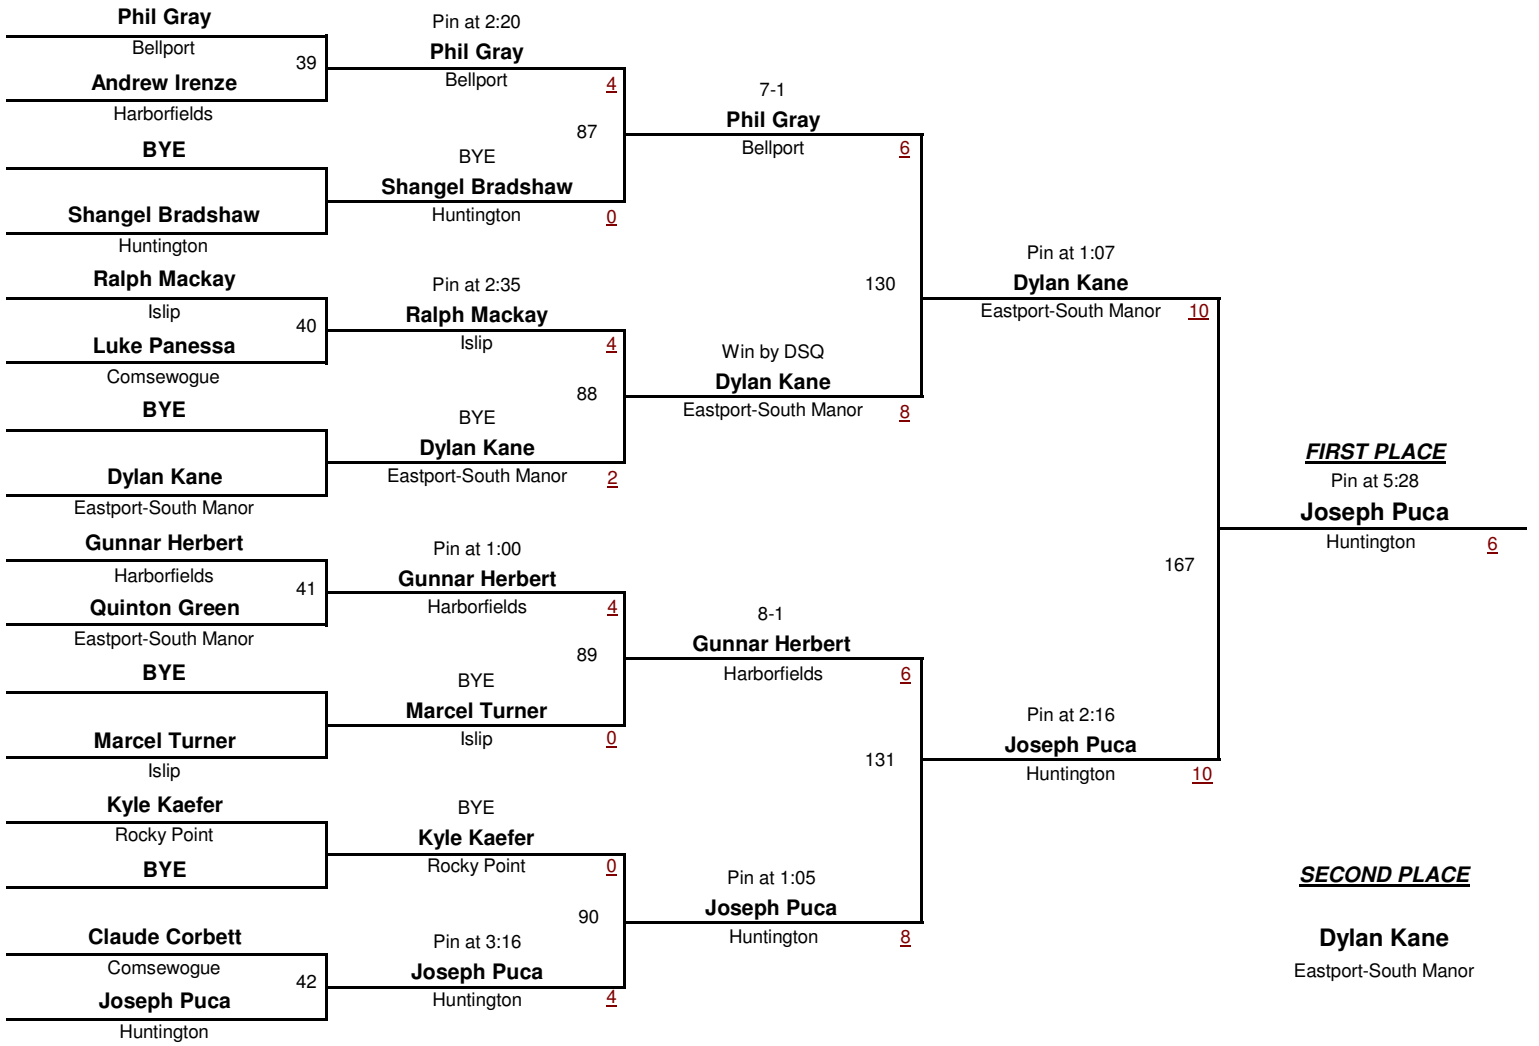 Phil Gray
Bellport
39
Andrew Irenze
Harborfields
BYE
Shangel Bradshaw
Huntington
Ralph Mackay
Islip
40
Luke Panessa
Comsewogue
BYE
Dylan Kane
Eastport-South Manor
Gunnar Herbert
Harborfields
41
Quinton Green
Eastport-South Manor
BYE
Marcel Turner
Islip
Kyle Kaefer
Rocky Point
BYE
Claude Corbett
Comsewogue
42
Joseph Puca
Huntington
Pin at 2:20
Phil Gray
Bellport
4
87
BYE
Shangel Bradshaw
Huntington
0
Pin at 2:35
Ralph Mackay
Islip
4
88
BYE
Dylan Kane
Eastport-South Manor
2
Pin at 1:00
Gunnar Herbert
Harborfields
4
89
BYE
Marcel Turner
Islip
0
BYE
Kyle Kaefer
Rocky Point
0
90
Pin at 3:16
Joseph Puca
Huntington
4
7-1
Phil Gray
Bellport
6
130
Win by DSQ
Dylan Kane
Eastport-South Manor
8
8-1
Gunnar Herbert
Harborfields
6
131
Pin at 1:05
Joseph Puca
Huntington
8
Pin at 1:07
Dylan Kane
Eastport-South Manor
10
167
Pin at 2:16
Joseph Puca
Huntington
10
FIRST PLACE
Pin at 5:28
Joseph Puca
Huntington
6
SECOND PLACE
Dylan Kane
Eastport-South Manor